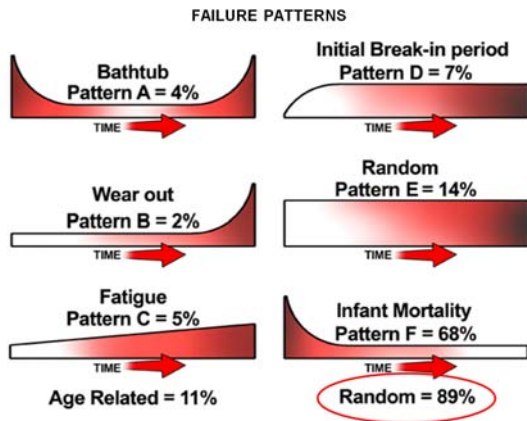 FAILURE PATTERNS
Bathtub
Pattern A = 4%
TIME
Wear out
Pattern B = 2%
TIME
Fatigue
Pattern C = 5%
TIME
Age Related = 11%
Initial Break-in period
Pattern D = 7%
TIME
Random
Pattern E = 14%
TIME
Infant Mortality
Pattern F = 68%
TIME
Random = 89%